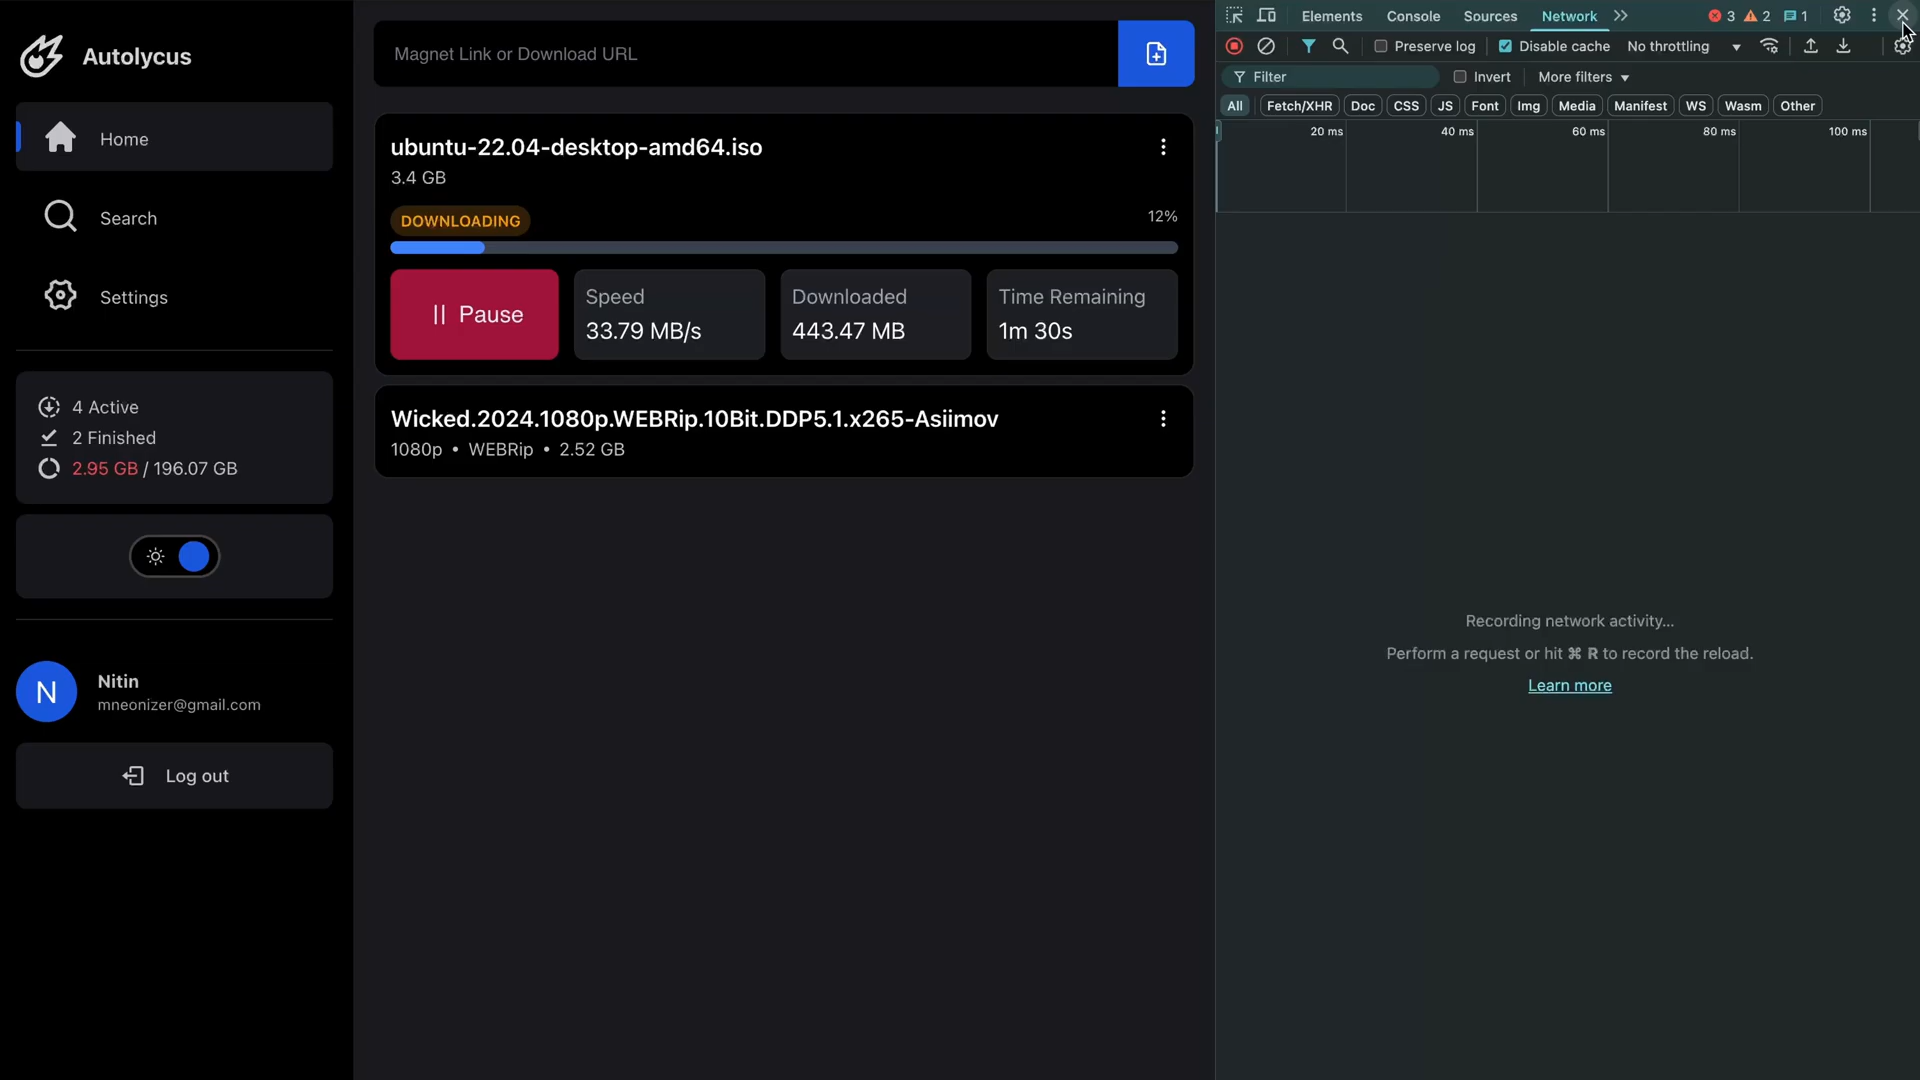 Autolycus
Home
Search
Settings
4 Active
2 Finished
2.95 GB / 196.07 GB
N
Nitin
mneonizer@gmail.com
Log out
Magnet Link or Download URL
ubuntu-22.04-desktop-amd64.iso
3.4 GB
DOWNLOADING
12%
Pause
Speed
33.79 MB/s
Downloaded
443.47 MB
Time Remaining
1m 30s
Wicked.2024.1080p.WEBRip.10Bit.DDP5.1.x265-Asiimov
1080p • WEBRip • 2.52 GB
Elements Console Sources Network 3 2 1
Preserve log Disable cache No throttling
Filter Invert More filters
All Fetch/XHR Doc CSS JS Font Img Media Manifest WS Wasm Other
20 ms 40 ms 60 ms 80 ms 100 ms
Recording network activity...
Perform a request or hit ⌘ R to record the reload.
Learn more